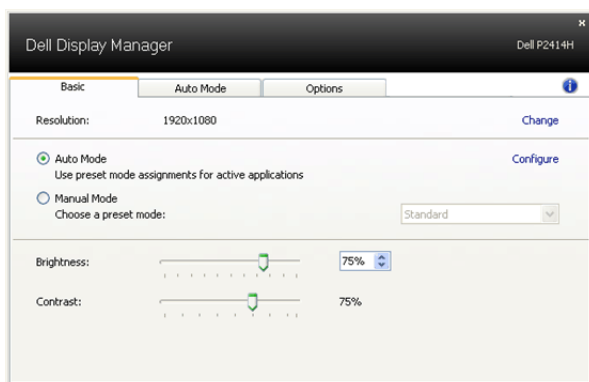 x
Dell Display Manager Dell P2414H
Basic Auto Mode Options i
Resolution: 1920x1080 Change
Auto Mode Configure
Use preset mode assignments for active applications
Manual Mode
Choose a preset mode: Standard
Brightness: 75%
Contrast: 75%